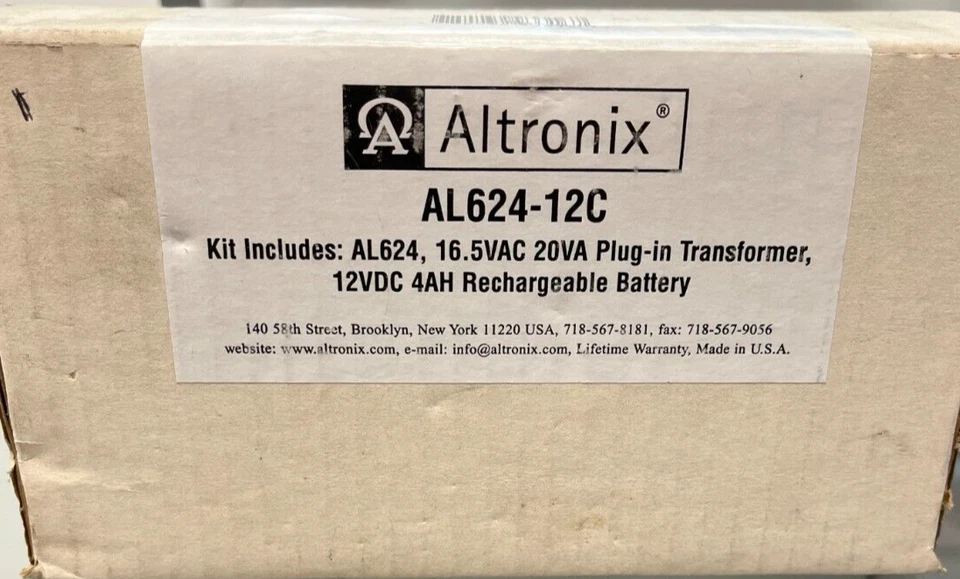 Altronix®
AL624-12C
Kit Includes: AL624, 16.5VAC 20VA Plug-in Transformer,
12VDC 4AH Rechargeable Battery
140 58th Street, Brooklyn, New York 11220 USA, 718-567-8181, fax: 718-567-9056
website: www.altronix.com, e-mail: info@altronix.com, Lifetime Warranty, Made in U.S.A.